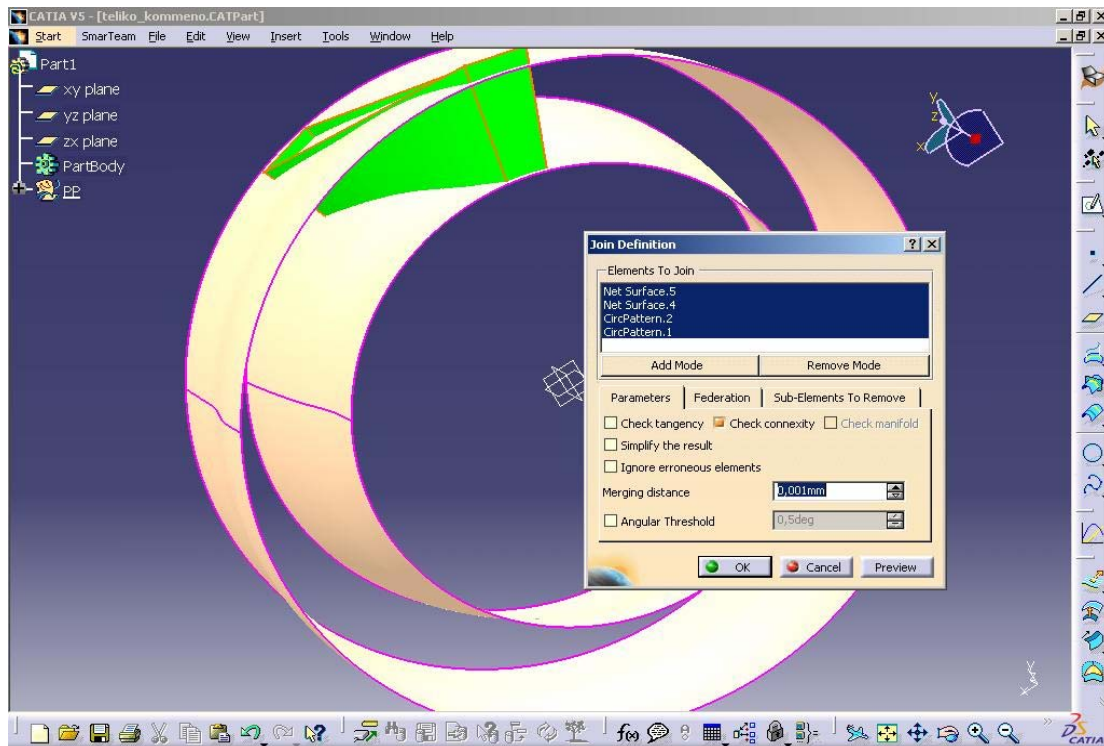 CATIA V5 - [teliko_kommeno.CATPart]
Start SmarTeam File Edit View Insert Tools Window Help
Part1
xy plane
yz plane
zx plane
PartBody
PP
y
z
x
Join Definition
Elements To Join
Net Surface.5
Net Surface.4
CircPattern.2
CircPattern.1
Add Mode Remove Mode
Parameters Federation Sub-Elements To Remove
Check tangency Check connexity Check manifold
Simplify the result
Ignore erroneous elements
Merging distance 0,001mm
Angular Threshold 0,5deg
OK Cancel Preview
f(x)
CATIA